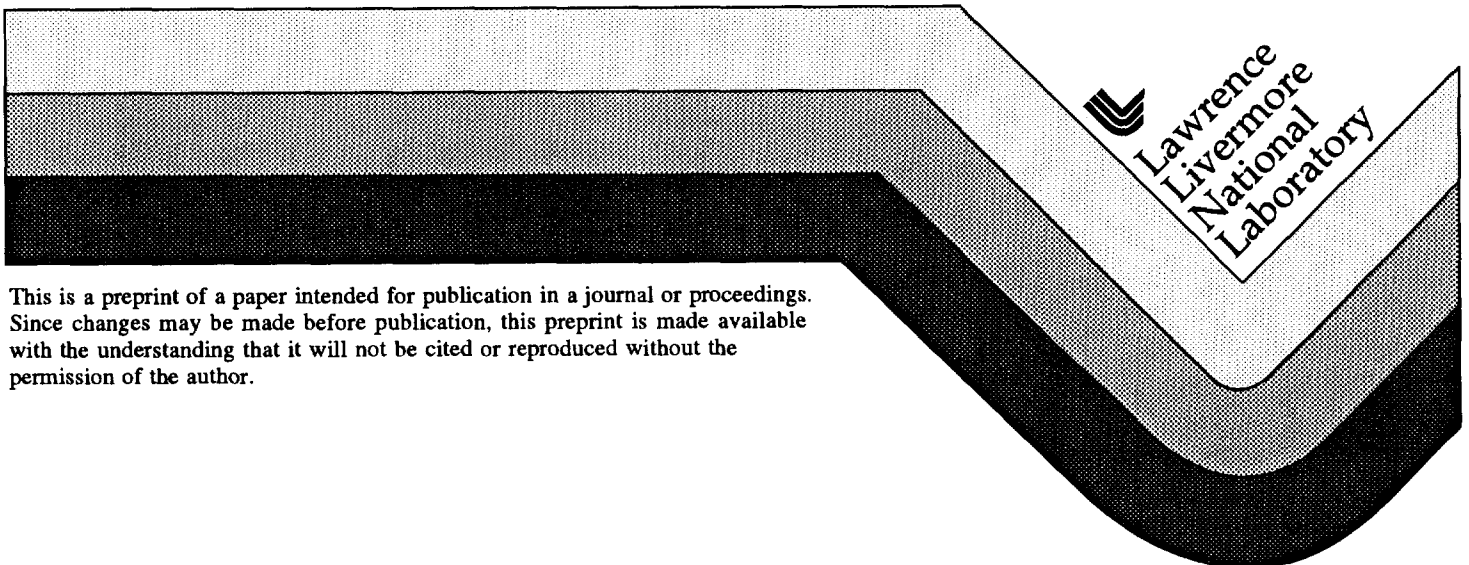 Lawrence
Livermore
National
Laboratory
This is a preprint of a paper intended for publication in a journal or proceedings.
Since changes may be made before publication, this preprint is made available
with the understanding that it will not be cited or reproduced without the
permission of the author.